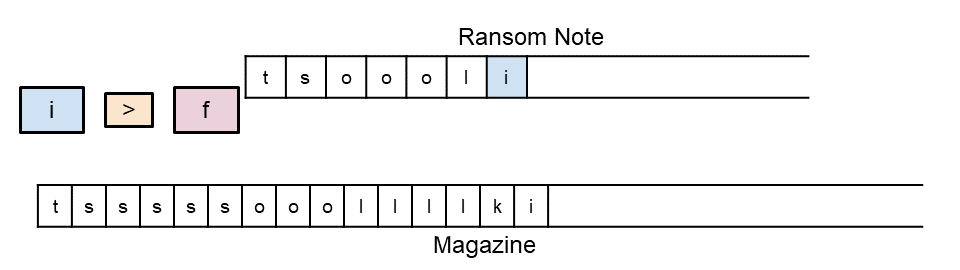 Ransom Note
t s o o o l i
i > f
t s s s s s o o o l l l l k i
Magazine